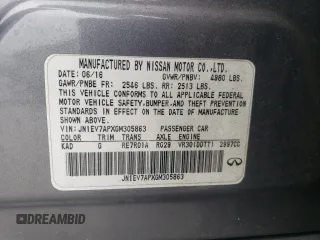 MANUFACTURED BY NISSAN MOTOR CO.,LTD.
DATE: 06/16 GVWR/PNBV: 4980 LBS.
GAWR/PNBE FR: 2546 LBS. RR: 2513 LBS.
THIS VEHICLE CONFORMS TO ALL APPLICABLE FEDERAL
MOTOR VEHICLE SAFETY, BUMPER, AND THEFT PREVENTION
STANDARDS IN EFFECT ON THE DATE OF MANUFACTURE
SHOWN ABOVE.
VIN: JN1EV7APXGM305863 PASSENGER CAR
COLOR TRIM TRANS AXLE ENGINE
KAD G RE7R01A RG29 VR30(DDTT) 2997CC
JN1EV7APXGM305863
INFINITI
DREAMBID